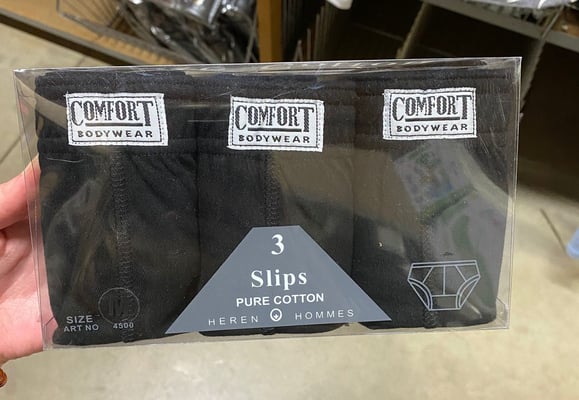 COMFORT
BODYWEAR
COMFORT
BODYWEAR
COMFORT
BODYWEAR
3
Slips
PURE COTTON
HEREN HOMMES
SIZE
ART NO 4500